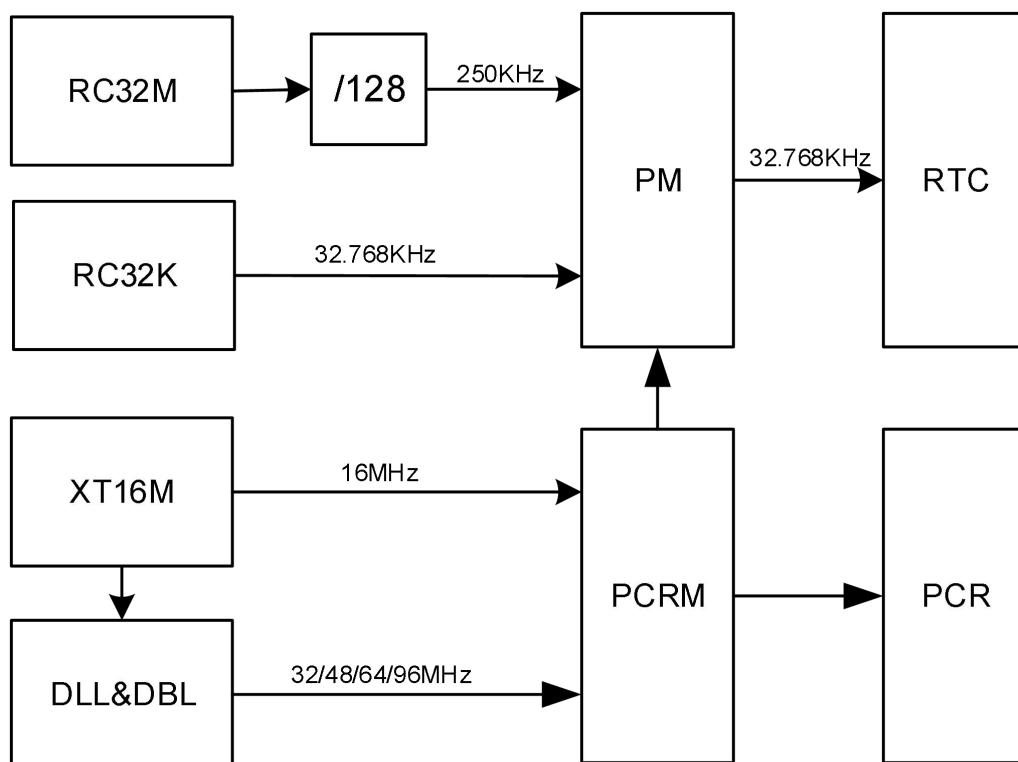 RC32M
/128
250KHz
PM
32.768KHz
RTC
RC32K
32.768KHz
XT16M
16MHz
PCRM
PCR
DLL&DBL
32/48/64/96MHz